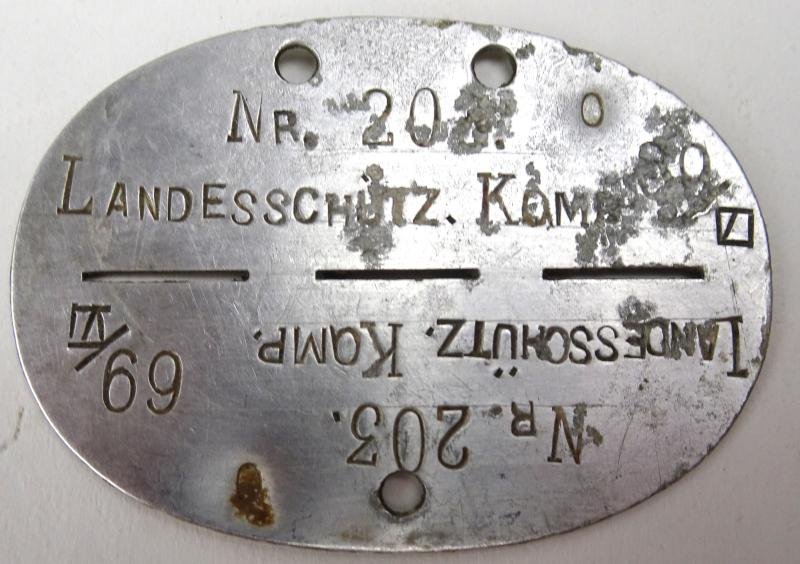 NR. 20 O
LANDESSCHÜTZ. KOMP
NR. 203.
LANDESSCHÜTZ. KOMP. 69/VI